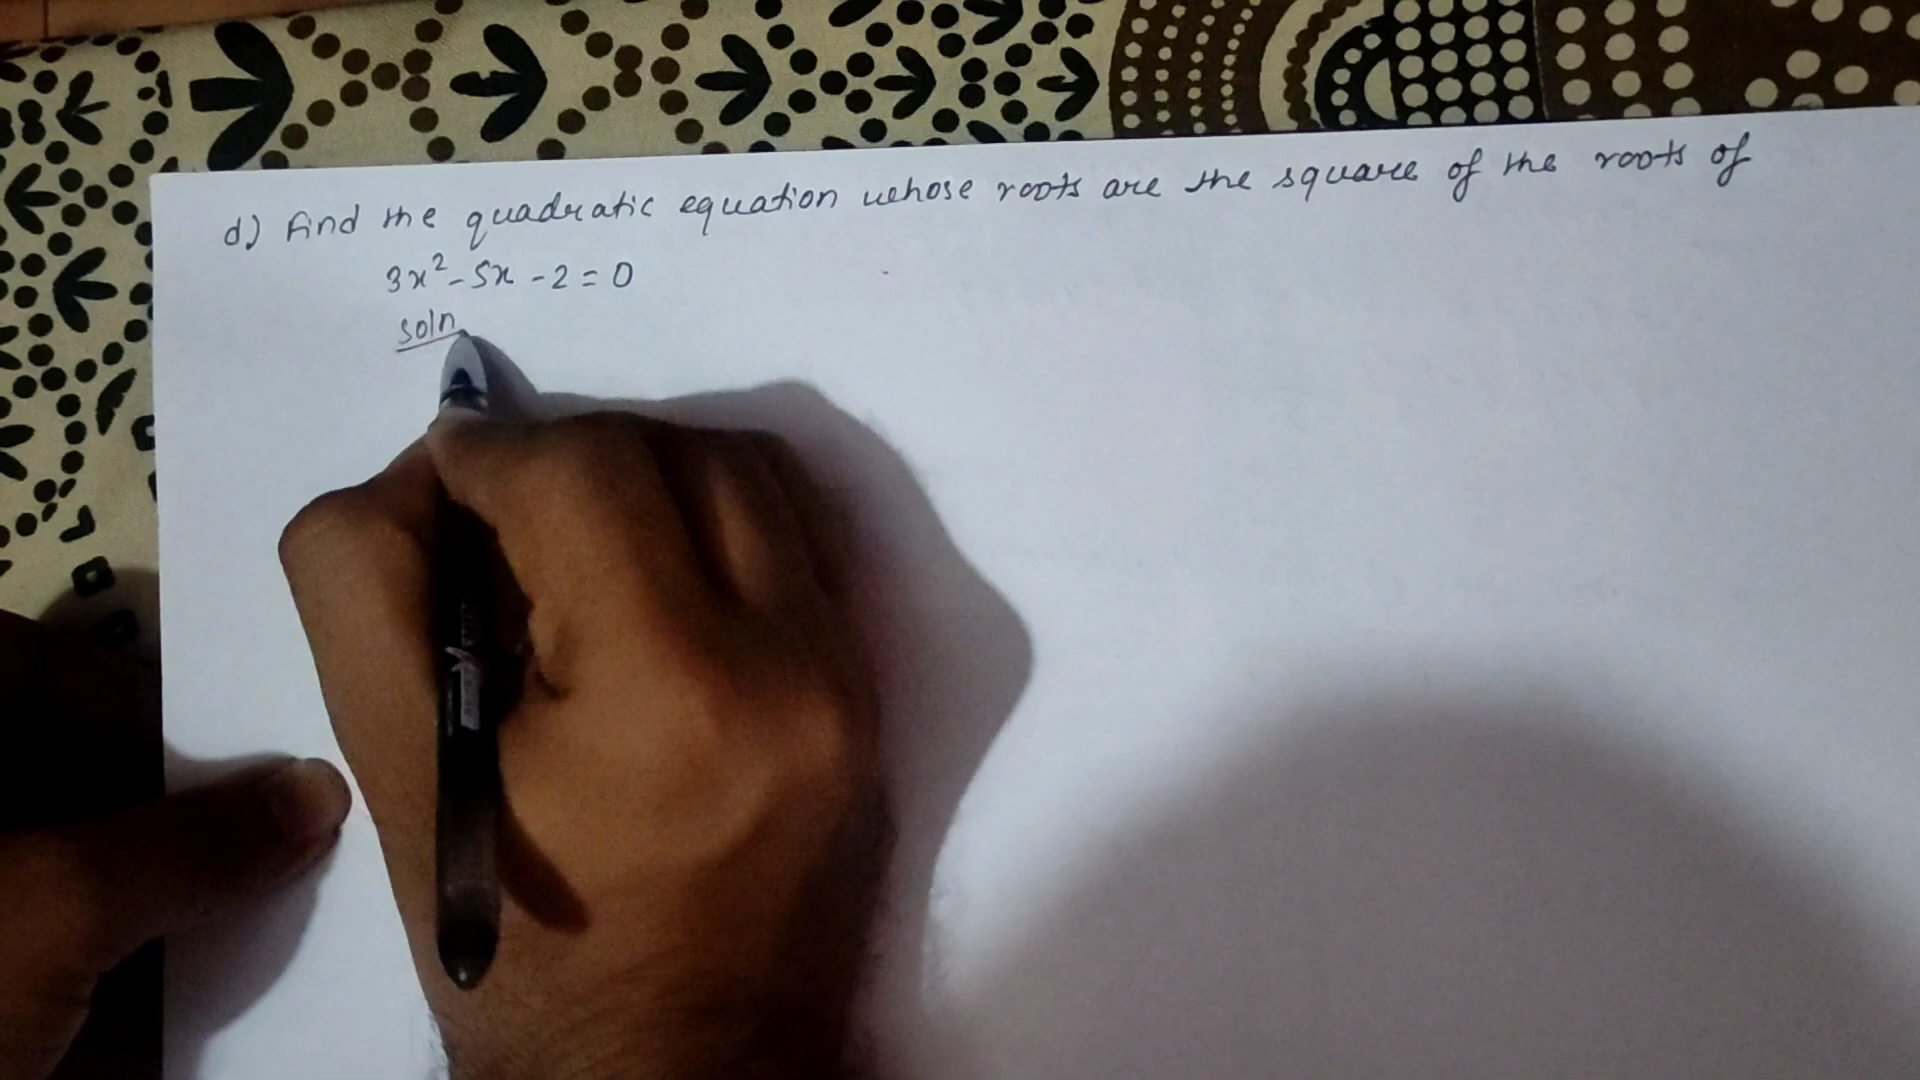 d) find the quadratic equation whose roots are the square of the roots of
3x² - 5x - 2 = 0
soln